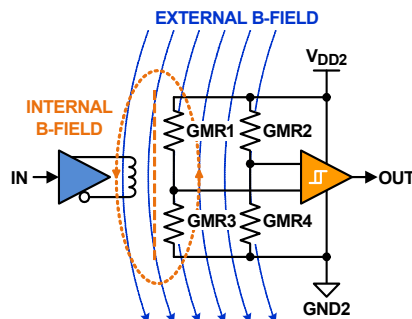 EXTERNAL B-FIELD
VDD2
INTERNAL
B-FIELD
GMR1
GMR2
IN
OUT
GMR3
GMR4
GND2